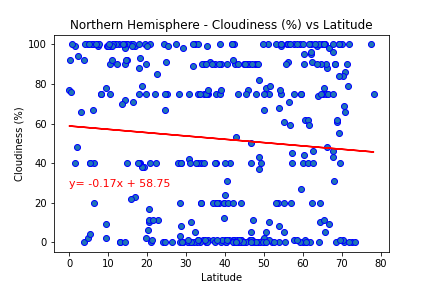 Northern Hemisphere - Cloudiness (%) vs Latitude
100
80
60
40
20
0
Cloudiness (%)
y= -0.17x + 58.75
0 10 20 30 40 50 60 70 80
Latitude